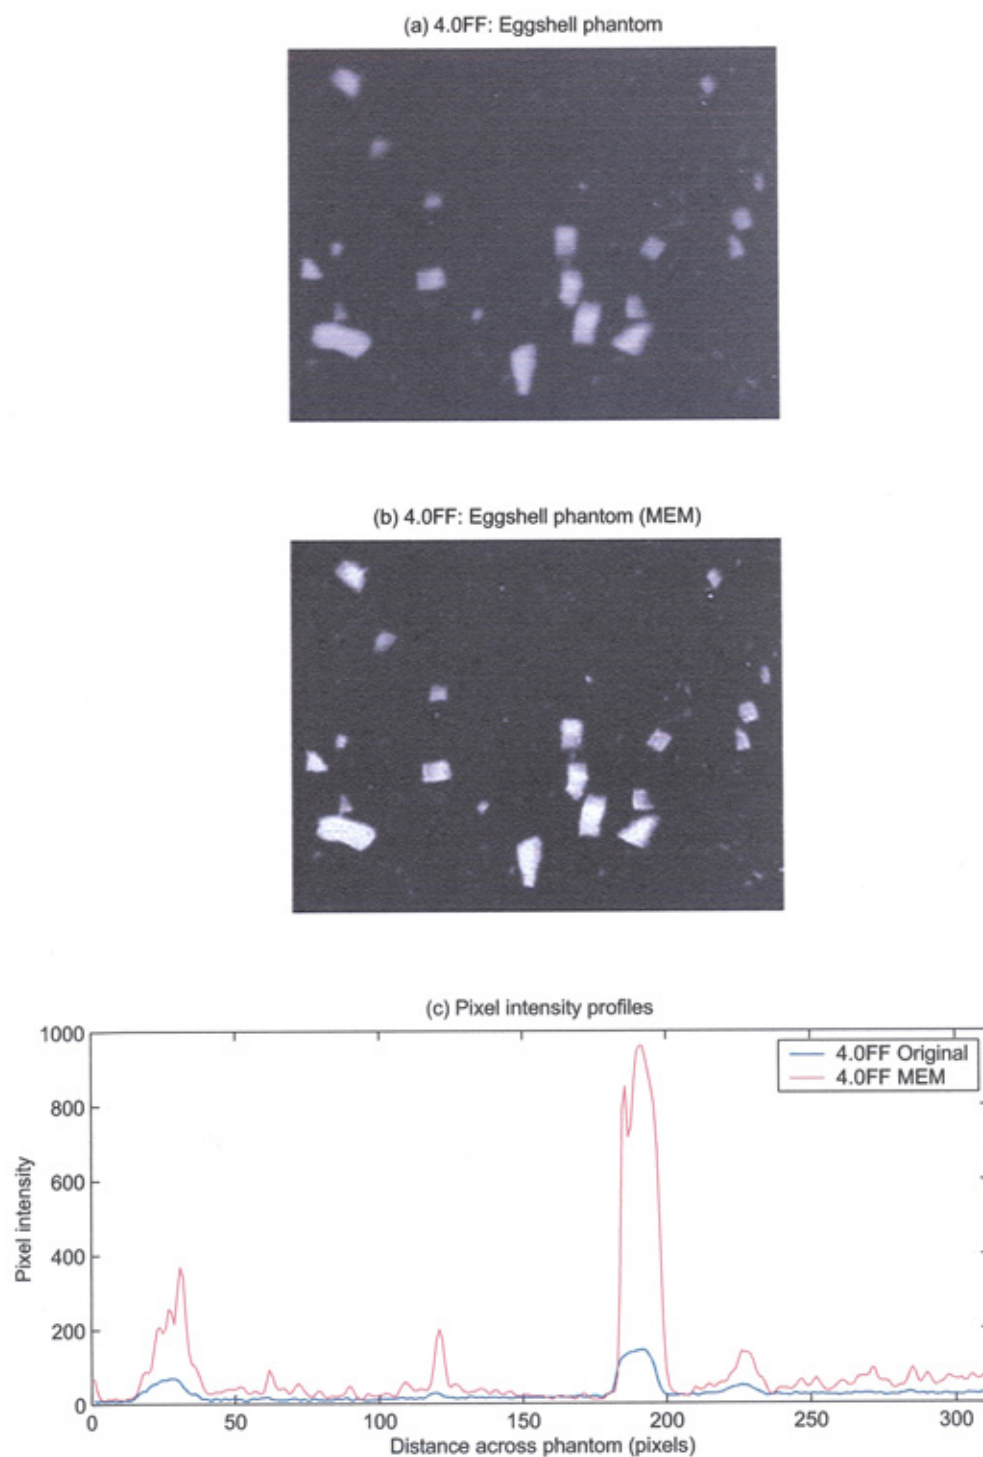 (a) 4.0FF: Eggshell phantom
(b) 4.0FF: Eggshell phantom (MEM)
(c) Pixel intensity profiles
1000
800
600
400
200
0
Pixel intensity
4.0FF Original
4.0FF MEM
0 50 100 150 200 250 300
Distance across phantom (pixels)